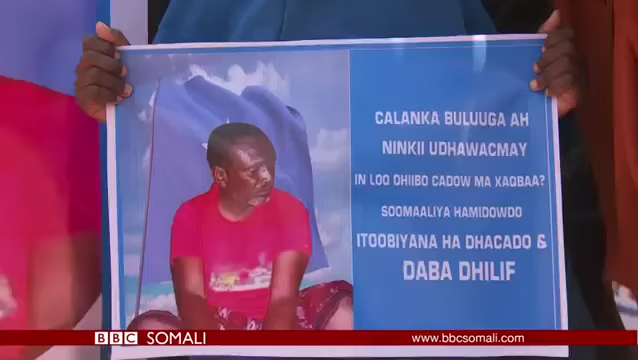 CALANKA BULUUGA AH
NINKII UDHAWACMAY
IN LOO DHIIBO CADOW MA XAQBAA?
SOOMAALIYA HAMIDOWDO
ITOOBIYANA HA DHACADO &
DABA DHILIF
BBC SOMALI www.bbcsomali.com